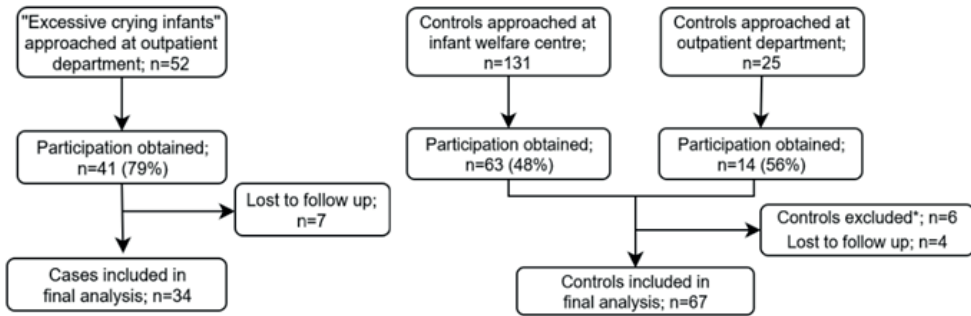 "Excessive crying infants"
approached at outpatient
department; n=52
Participation obtained;
n=41 (79%)
Lost to follow up;
n=7
Cases included in
final analysis; n=34
Controls approached at
infant welfare centre;
n=131
Controls approached at
outpatient department;
n=25
Participation obtained;
n=63 (48%)
Participation obtained;
n=14 (56%)
Controls excluded*; n=6
Lost to follow up; n=4
Controls included in
final analysis; n=67